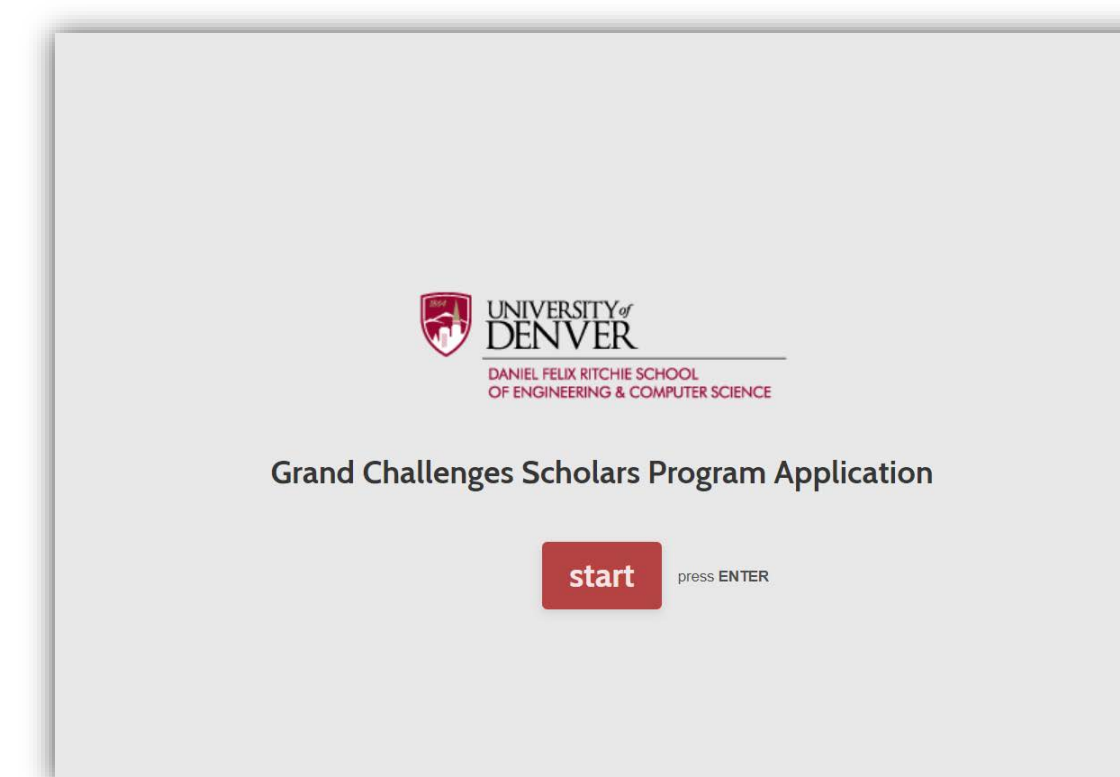 1864
UNIVERSITY of
DENVER
DANIEL FELIX RITCHIE SCHOOL
OF ENGINEERING & COMPUTER SCIENCE
Grand Challenges Scholars Program Application
start press ENTER